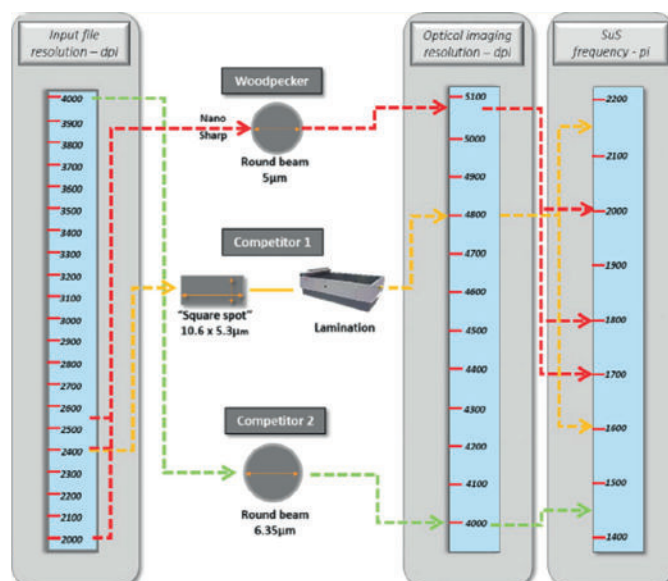 Input file
resolution – dpi
4000
3900
3800
3700
3600
3500
3400
3300
3200
3100
3000
2900
2800
2700
2600
2500
2400
2300
2200
2100
2000
Woodpecker
Nano
Sharp
Round beam
5μm
Competitor 1
"Square spot"
10.6 x 5.3μm
Lamination
Competitor 2
Round beam
6.35μm
Optical imaging
resolution – dpi
5100
5000
4900
4800
4700
4600
4500
4400
4300
4200
4100
4000
SuS
frequency - pi
2200
2100
2000
1900
1800
1700
1600
1500
1400